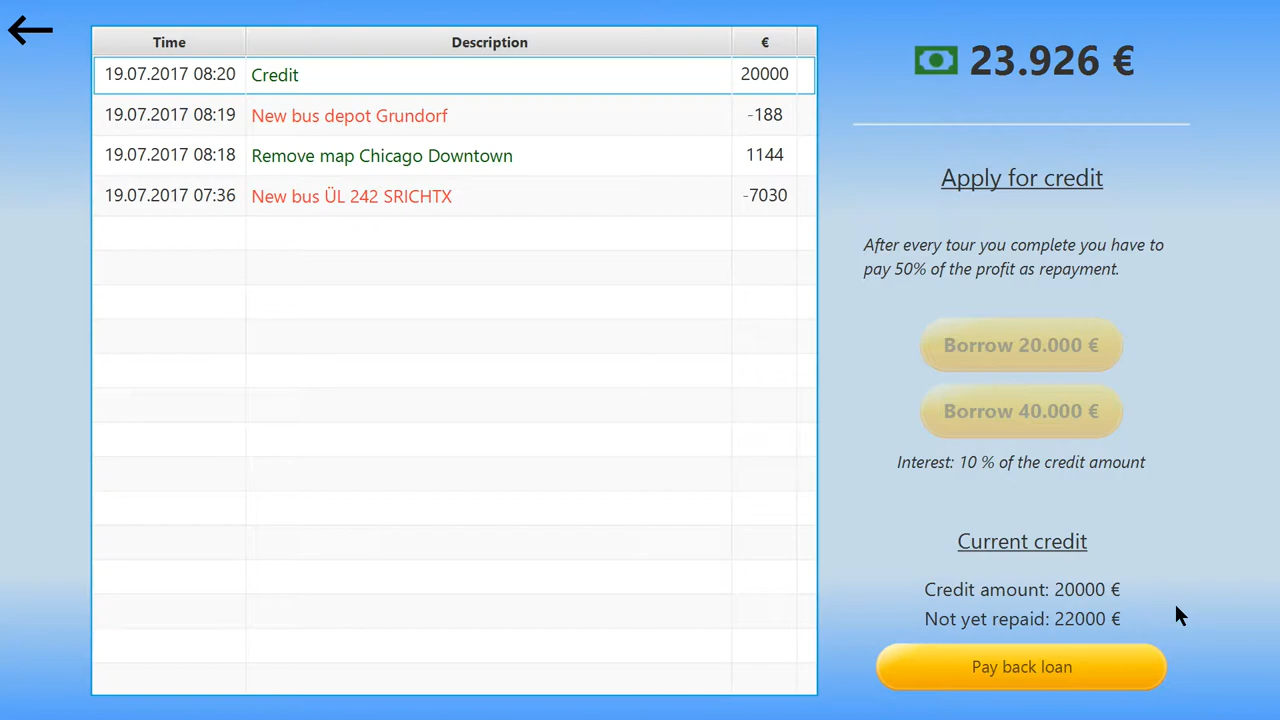 Time Description €
19.07.2017 08:20 Credit 20000
19.07.2017 08:19 New bus depot Grundorf -188
19.07.2017 08:18 Remove map Chicago Downtown 1144
19.07.2017 07:36 New bus ÜL 242 SRICHTX -7030
23.926 €
Apply for credit
After every tour you complete you have to
pay 50% of the profit as repayment.
Borrow 20.000 €
Borrow 40.000 €
Interest: 10 % of the credit amount
Current credit
Credit amount: 20000 €
Not yet repaid: 22000 €
Pay back loan